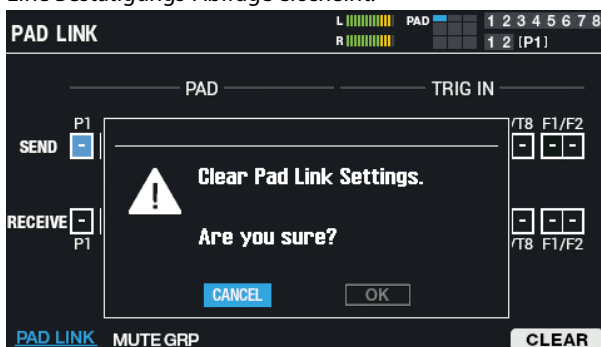 Eine Bestätigungs-Abfrage erscheint.
PAD LINK
L PAD 1 2 3 4 5 6 7 8
R 1 2 [P1]
PAD TRIG IN
P1 /T8 F1/F2
SEND - - - -
Clear Pad Link Settings.
Are you sure?
RECEIVE - - - -
P1 /T8 F1/F2
CANCEL OK
PAD LINK MUTE GRP CLEAR